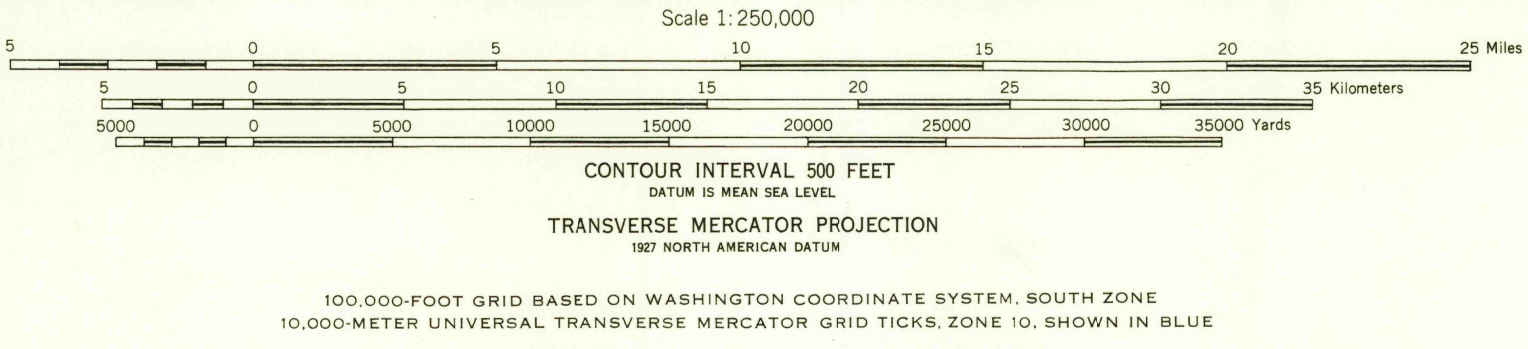 Scale 1:250,000
5 0 5 10 15 20 25 Miles
5 0 5 10 15 20 25 30 35 Kilometers
5000 0 5000 10000 15000 20000 25000 30000 35000 Yards
CONTOUR INTERVAL 500 FEET
DATUM IS MEAN SEA LEVEL
TRANSVERSE MERCATOR PROJECTION
1927 NORTH AMERICAN DATUM
100,000-FOOT GRID BASED ON WASHINGTON COORDINATE SYSTEM, SOUTH ZONE
10,000-METER UNIVERSAL TRANSVERSE MERCATOR GRID TICKS, ZONE 10, SHOWN IN BLUE